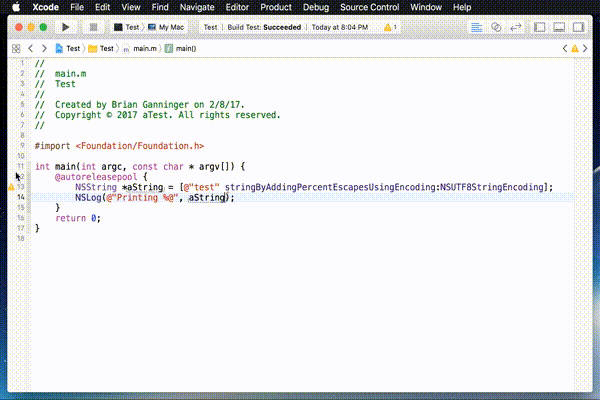 Xcode File Edit View Find Navigate Editor Product Debug Source Control Window Help
Test My Mac Test Build Test: Succeeded Today at 8:04 PM 1
Test Test main.m main()
1 //
2 // main.m
3 // Test
4 //
5 // Created by Brian Ganninger on 2/8/17.
6 // Copyright © 2017 aTest. All rights reserved.
7 //
8
9 #import <Foundation/Foundation.h>
10
11 int main(int argc, const char * argv[]) {
12 @autoreleasepool {
13 NSString *aString = [@"test" stringByAddingPercentEscapesUsingEncoding:NSUTF8StringEncoding];
14 NSLog(@"Printing %@", aString);
15 }
16 return 0;
17 }
18